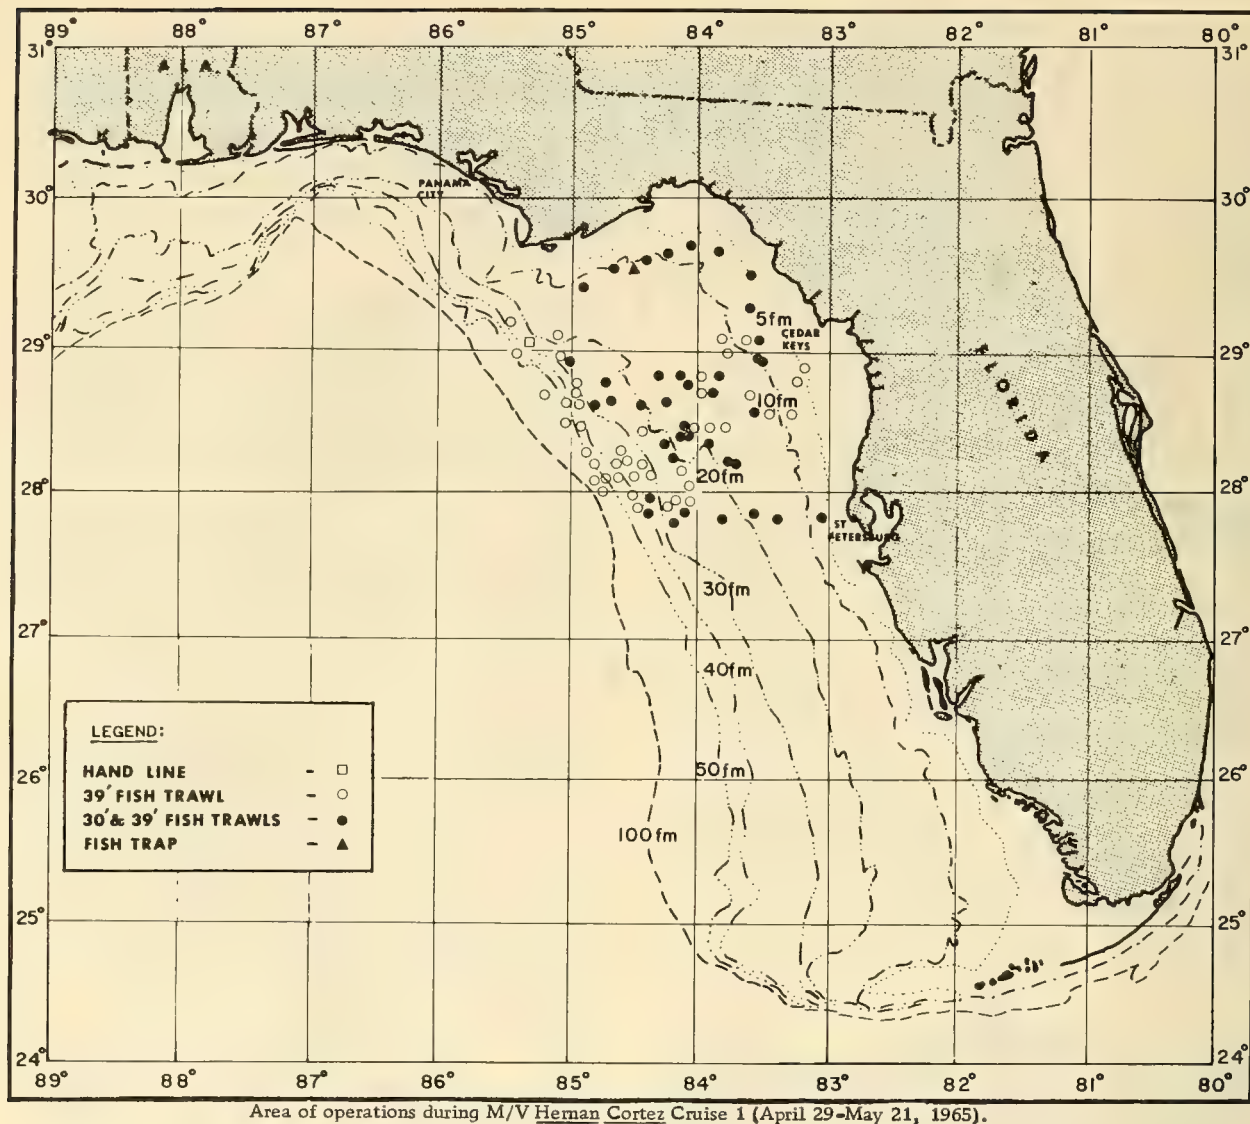 89° 88° 87° 86° 85° 84° 83° 82° 81° 80°
31° 31°
PANAMA
CITY
30° 30°
5fm
CEDAR
KEYS
29° 29°
FLORIDA
10fm
20fm
28° 28°
ST
PETERSBURG
30fm
27° 27°
40fm
LEGEND:
HAND LINE - □
39' FISH TRAWL - ○
30' & 39' FISH TRAWLS - ●
FISH TRAP - ▲
50fm
26° 26°
100fm
25° 25°
24° 24°
89° 88° 87° 86° 85° 84° 83° 82° 81° 80°
Area of operations during M/V Hernan Cortez Cruise 1 (April 29-May 21, 1965).